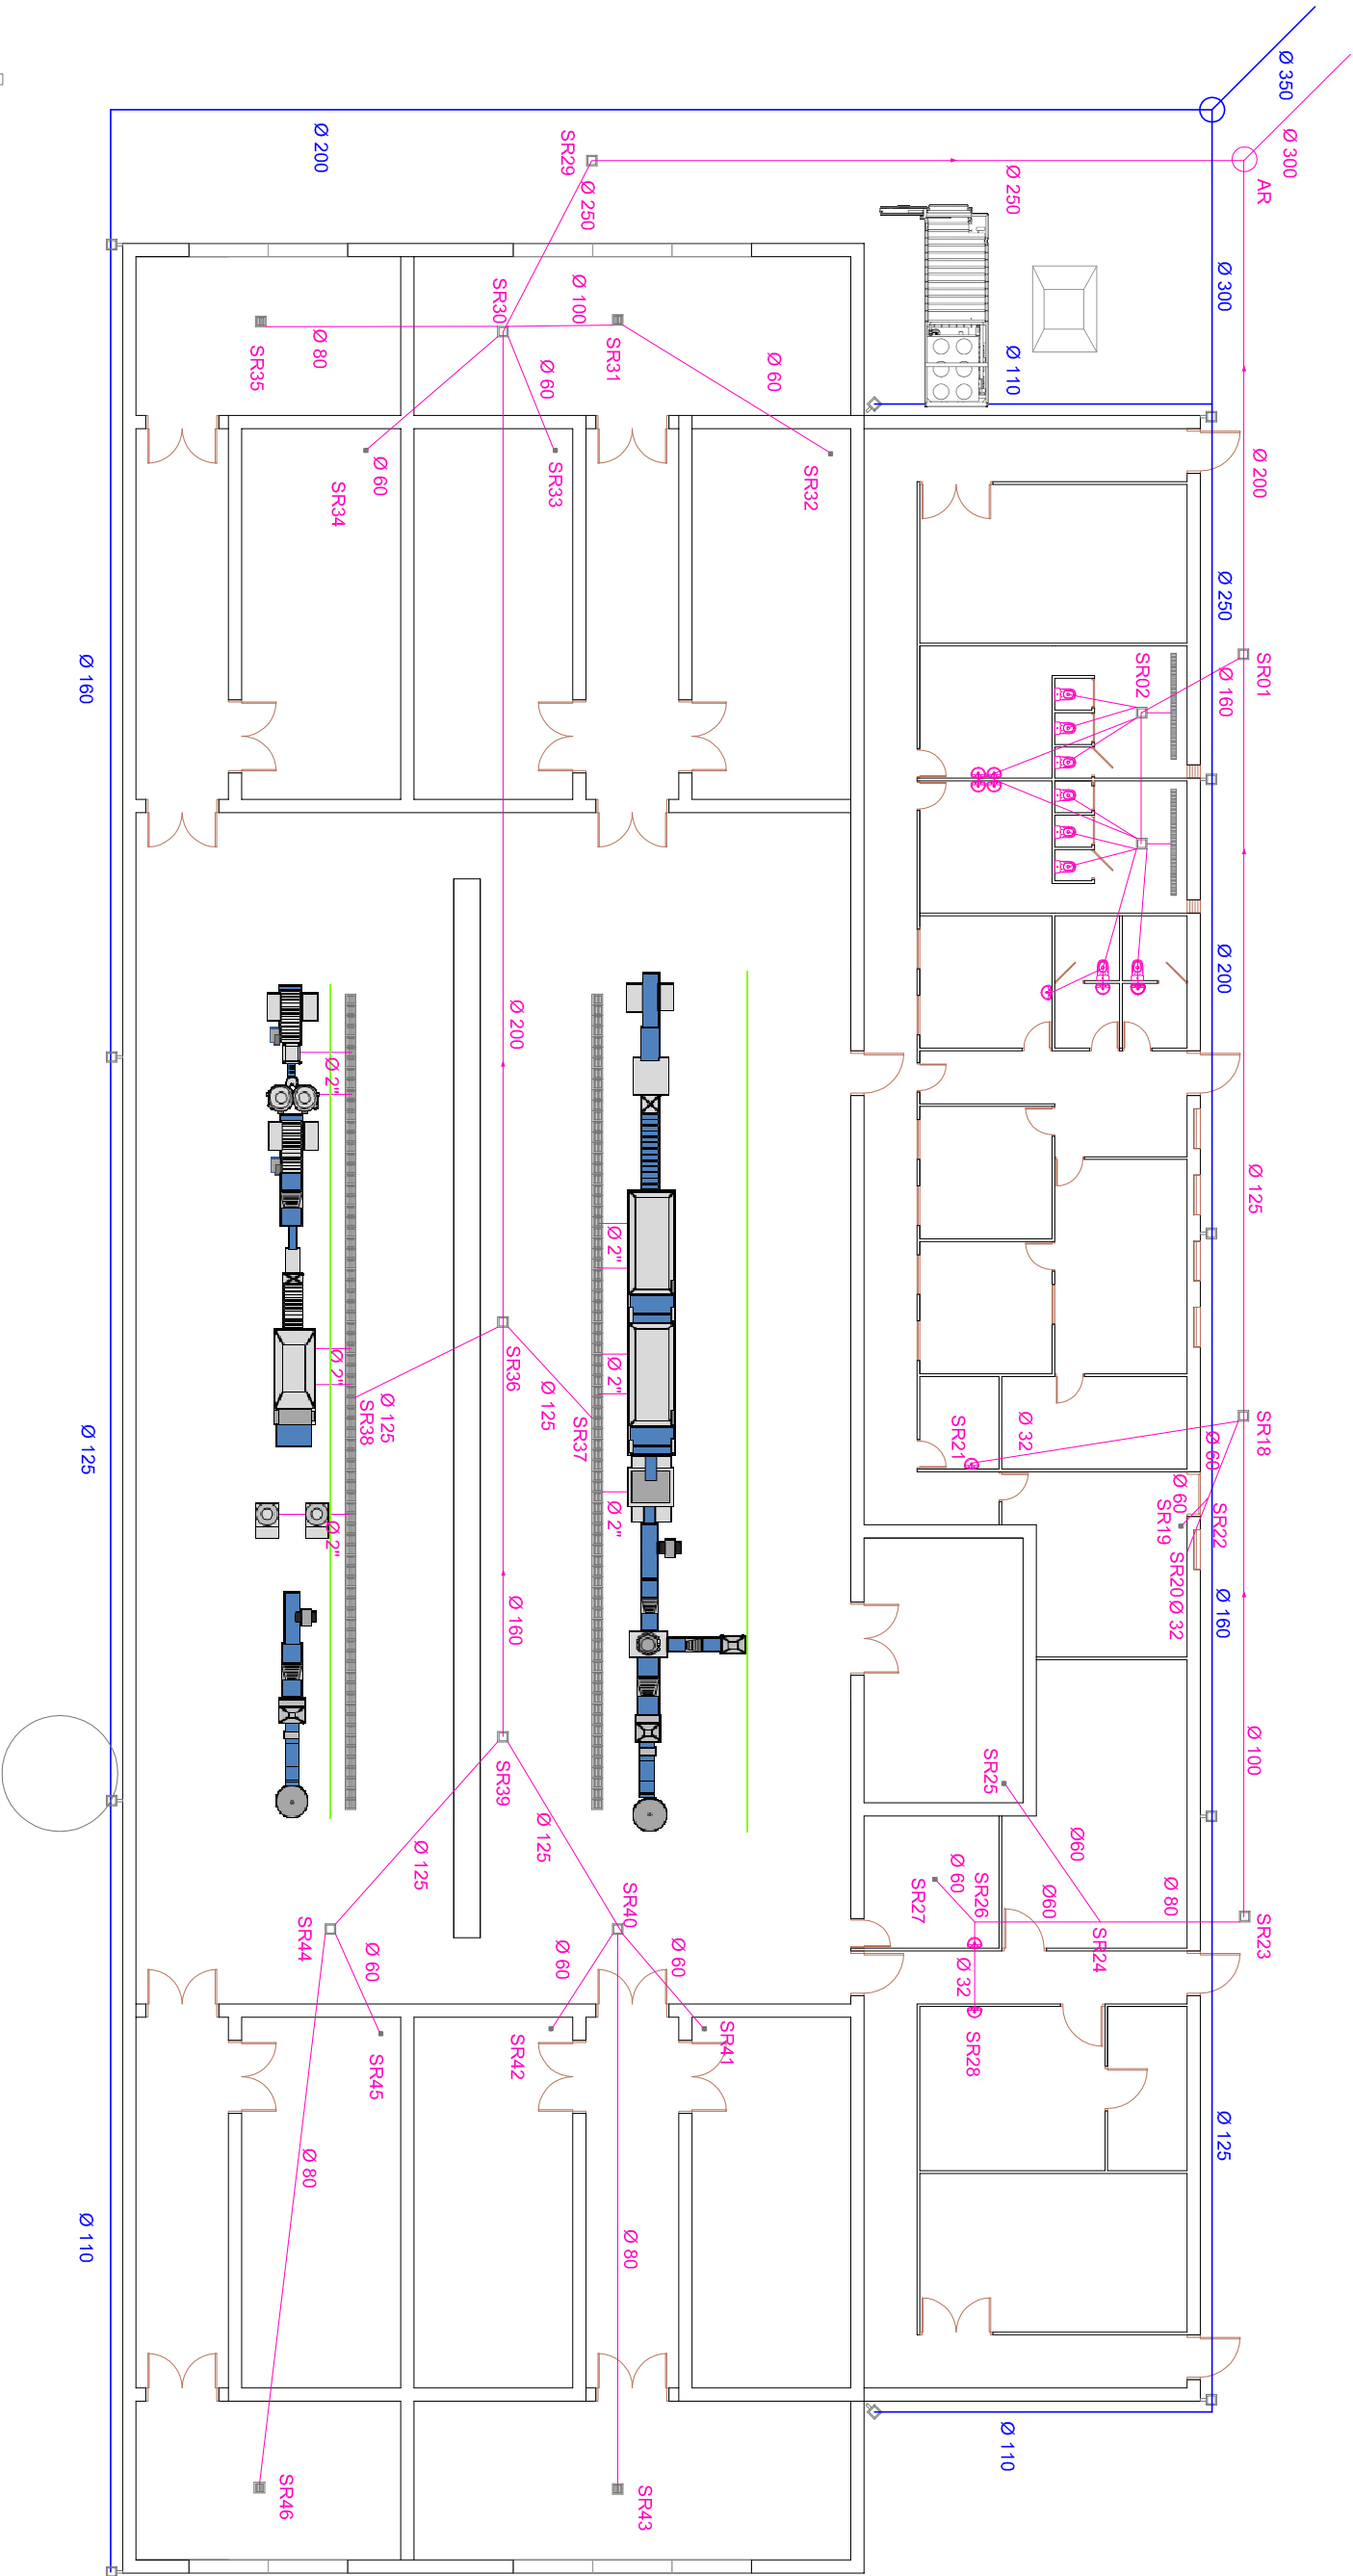 Ø 350
Ø 300
AR
Ø 200
SR29
Ø 250
Ø 250
Ø 300
SR30
Ø 100
SR31
Ø 80
SR35
Ø 60
Ø 60
Ø 110
Ø 60
SR34
SR33
SR32
Ø 200
Ø 250
Ø 160
SR02
Ø 160
SR01
Ø 200
Ø 200
Ø 2"
Ø 125
Ø 2"
Ø 2"
Ø 2"
SR36
Ø 125
SR38
Ø 125
SR37
Ø 125
SR21
Ø 32
Ø 60
SR18
Ø 2"
Ø 2"
Ø 60
SR19
SR22
SR20
Ø 32
Ø 160
Ø 160
SR39
SR25
Ø 100
Ø 125
Ø 125
Ø60
SR44
Ø 60
SR40
Ø 60
Ø 60
SR27
Ø 60
SR26
Ø60
SR24
Ø 80
SR23
Ø 32
SR45
SR42
SR41
SR28
Ø 125
Ø 80
Ø 110
Ø 80
Ø 110
SR46
SR43